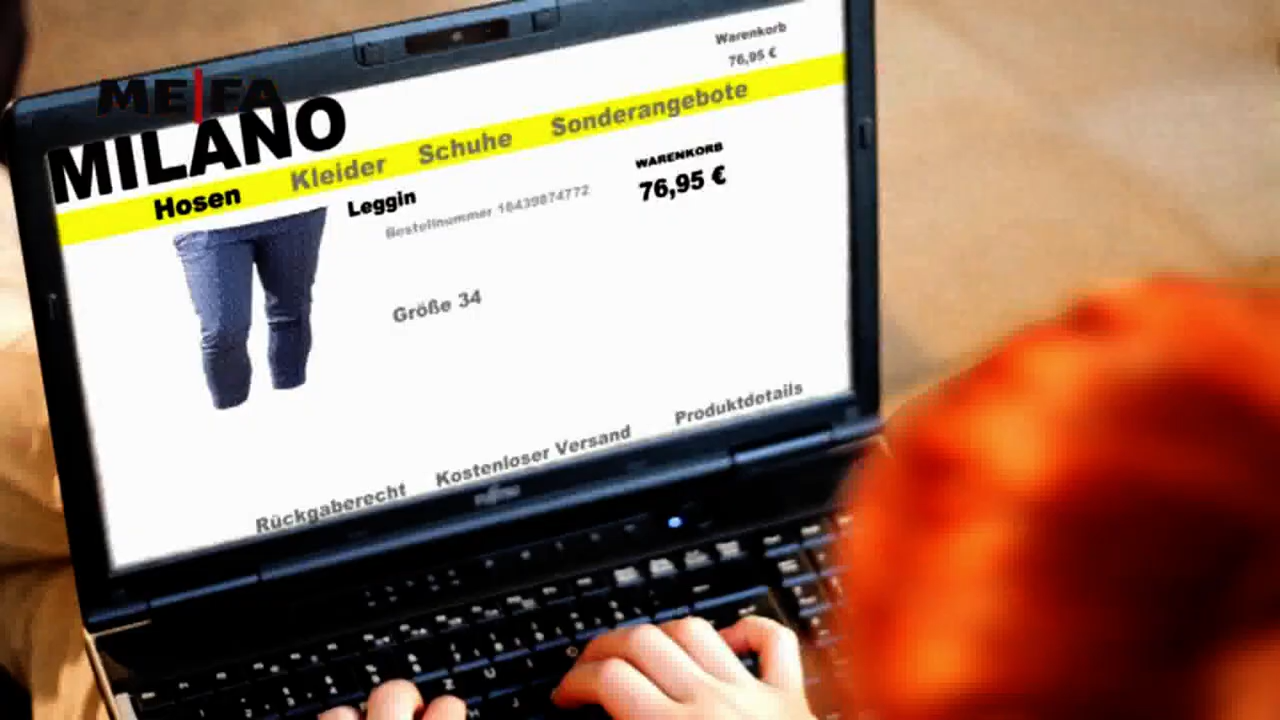 ME|FA
Warenkorb
76,95 €
MILANO
Hosen Kleider Schuhe Sonderangebote
Leggin
Bestellnummer 16439874772
WARENKORB
76,95 €
Größe 34
Rückgaberecht Kostenloser Versand Produktdetails
FUJITSU